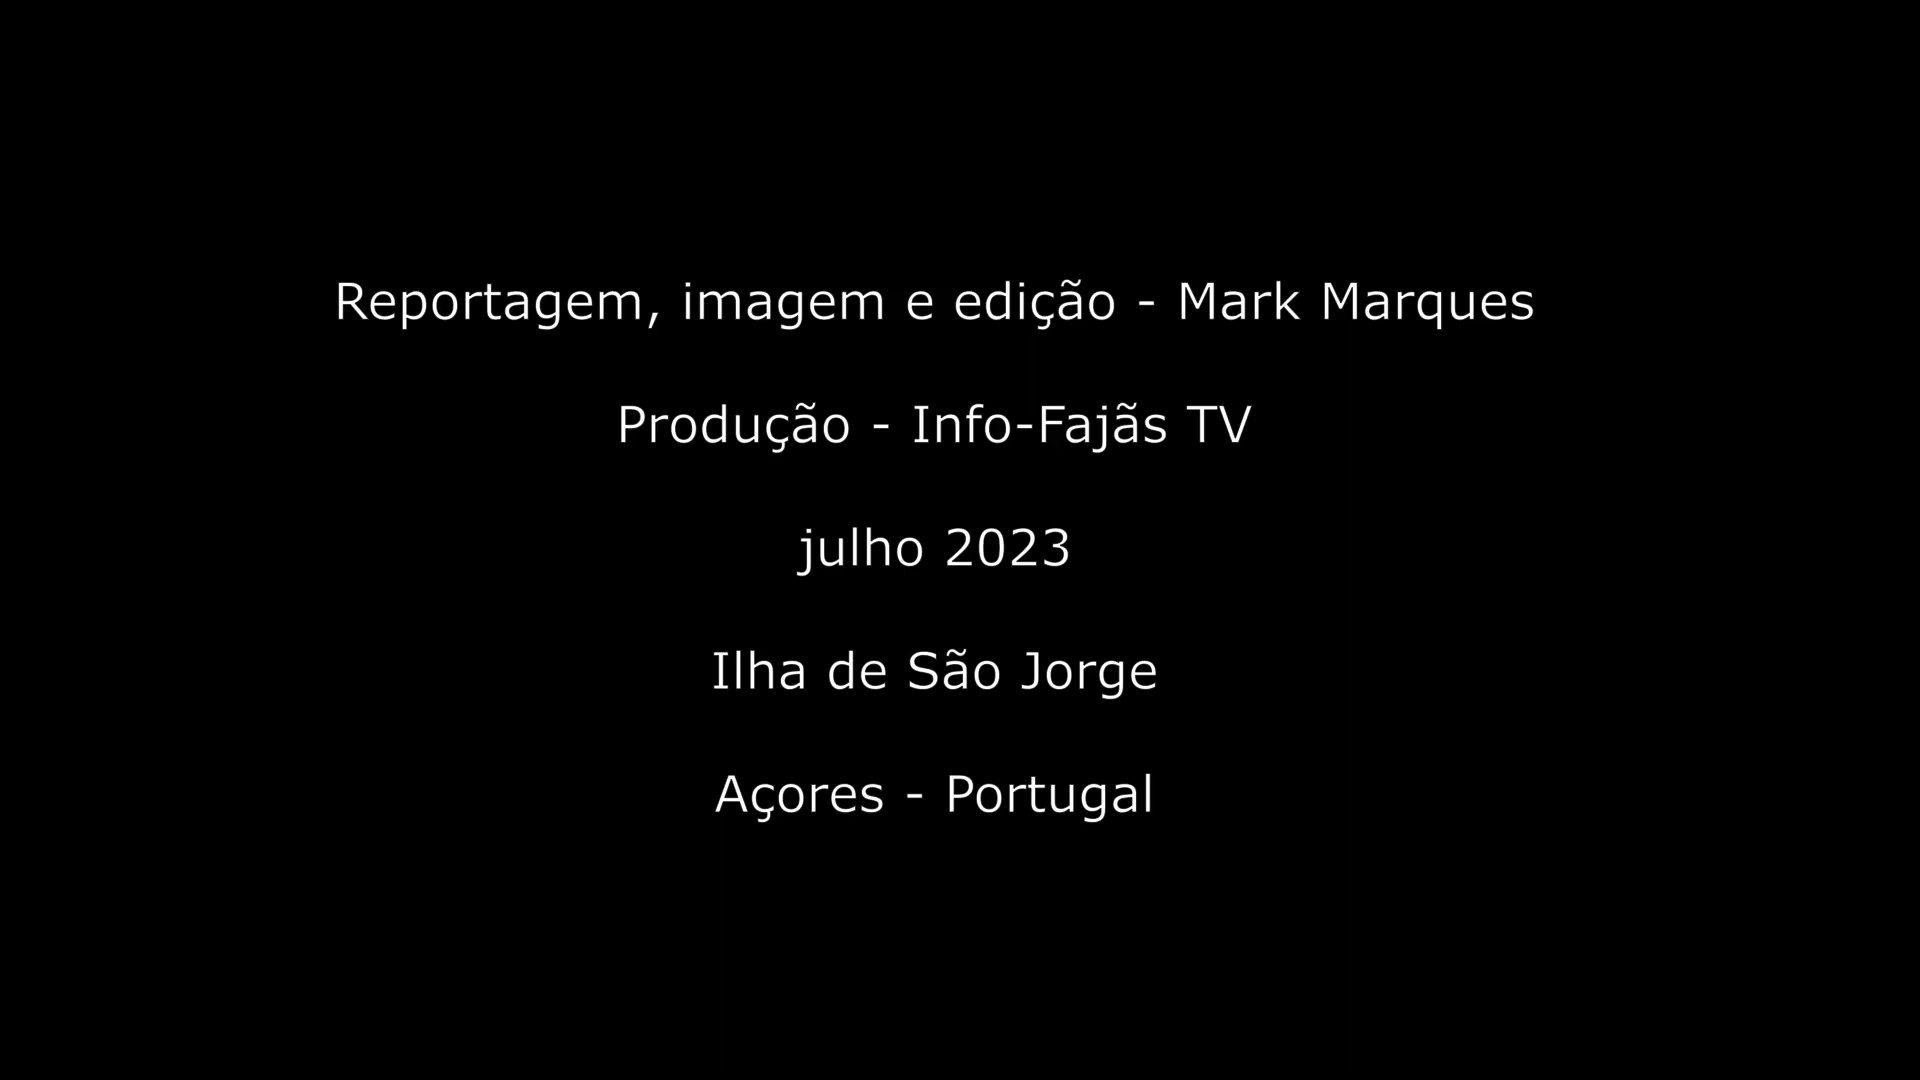 Reportagem, imagem e edição - Mark Marques
Produção - Info-Fajãs TV
julho 2023
Ilha de São Jorge
Açores - Portugal